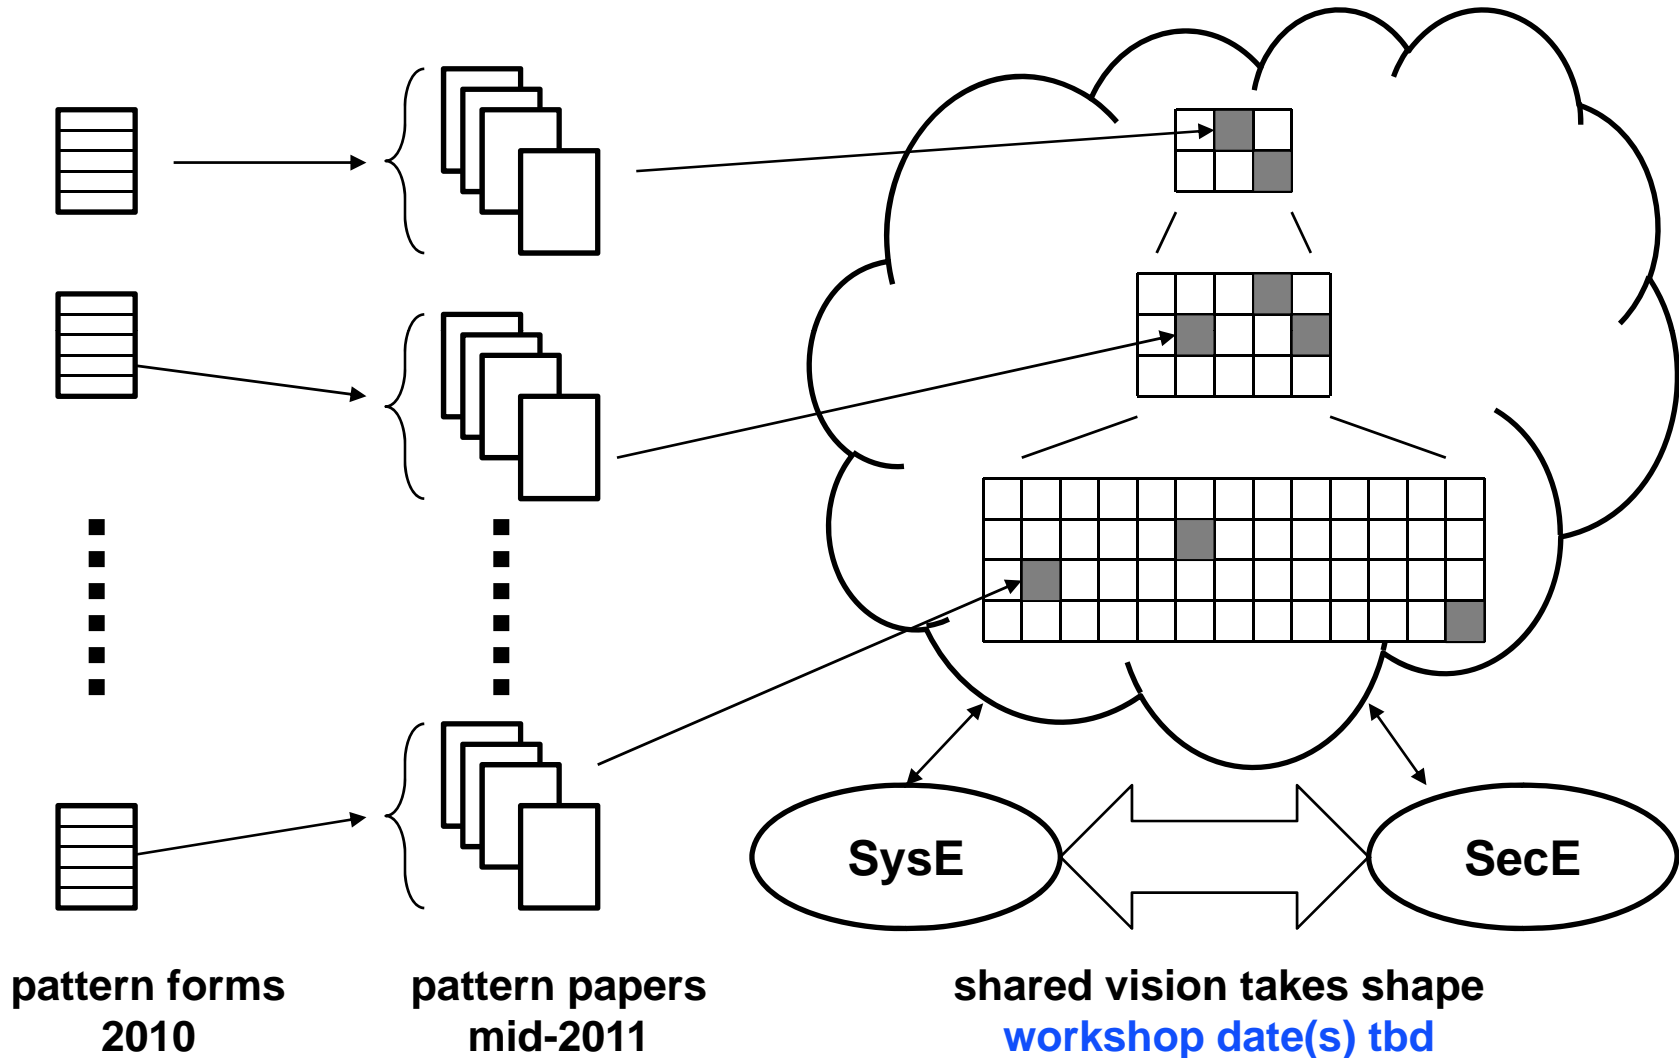 SysE
SecE
pattern forms
2010
pattern papers
mid-2011
shared vision takes shape
workshop date(s) tbd